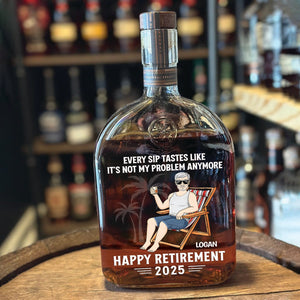 EVERY SIP TASTES LIKE
IT'S NOT MY PROBLEM ANYMORE
LOGAN
HAPPY RETIREMENT
2025